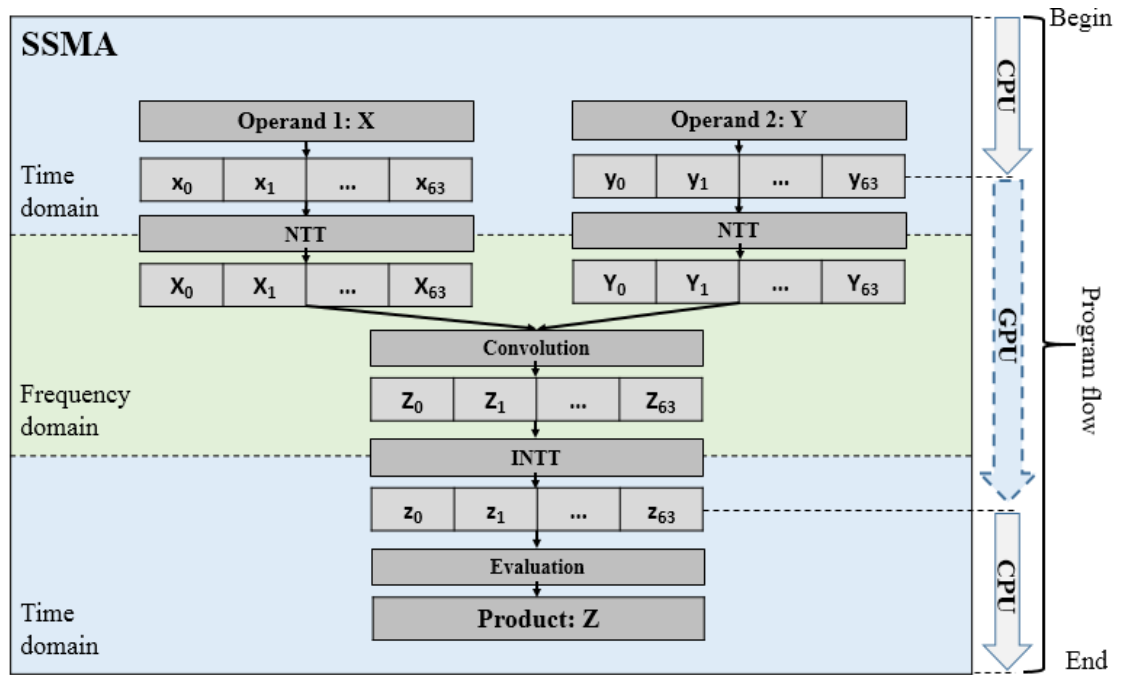 SSMA
Begin
CPU
Operand 1: X
Operand 2: Y
Time
domain
x0 x1 ... x63
y0 y1 ... y63
NTT
NTT
X0 X1 ... X63
Y0 Y1 ... Y63
GPU
Program flow
Convolution
Frequency
domain
Z0 Z1 ... Z63
INTT
z0 z1 ... z63
Evaluation
CPU
Time
domain
Product: Z
End